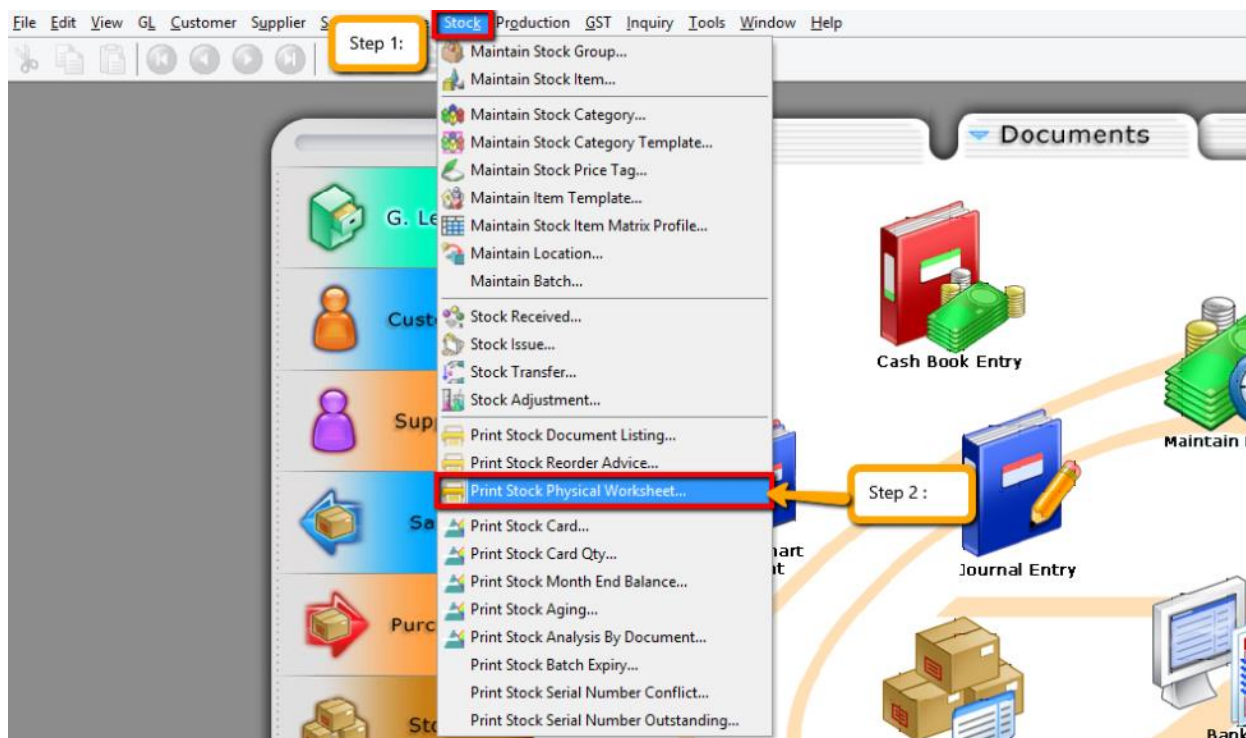 File Edit View GL Customer Supplier Stock Production GST Inquiry Tools Window Help
Step 1:
Maintain Stock Group...
Maintain Stock Item...
Maintain Stock Category...
Maintain Stock Category Template...
Maintain Stock Price Tag...
Maintain Item Template...
Maintain Stock Item Matrix Profile...
Maintain Location...
Maintain Batch...
Stock Received...
Stock Issue...
Stock Transfer...
Stock Adjustment...
Print Stock Document Listing...
Print Stock Reorder Advice...
Print Stock Physical Worksheet...
Step 2 :
Print Stock Card...
Print Stock Card Qty...
Print Stock Month End Balance...
Print Stock Aging...
Print Stock Analysis By Document...
Print Stock Batch Expiry...
Print Stock Serial Number Conflict...
Print Stock Serial Number Outstanding...
Documents
G.
Cash Book Entry
Maintain
Journal Entry